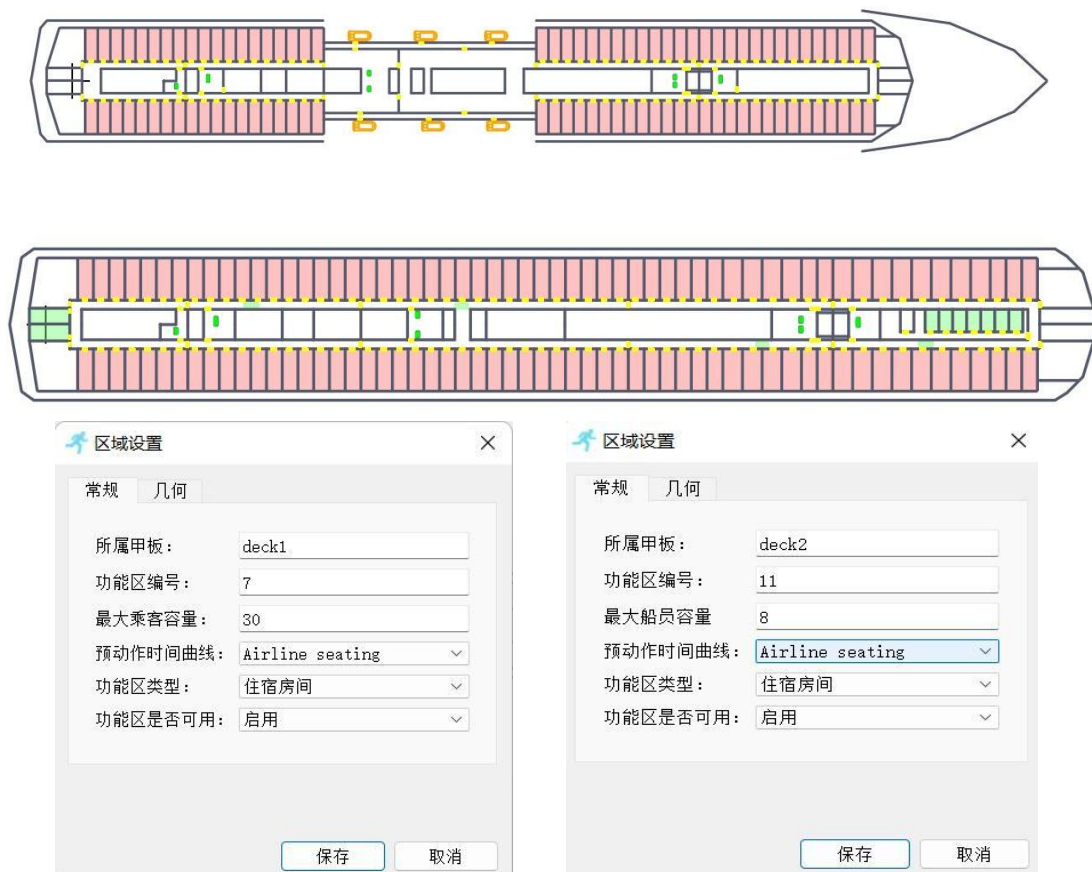 区域设置
常规 几何
所属甲板： deck1
功能区编号： 7
最大乘客容量： 30
预动作时间曲线： Airline seating
功能区类型： 住宿房间
功能区是否可用： 启用
保存 取消
区域设置
常规 几何
所属甲板： deck2
功能区编号： 11
最大船员容量 8
预动作时间曲线： Airline seating
功能区类型： 住宿房间
功能区是否可用： 启用
保存 取消